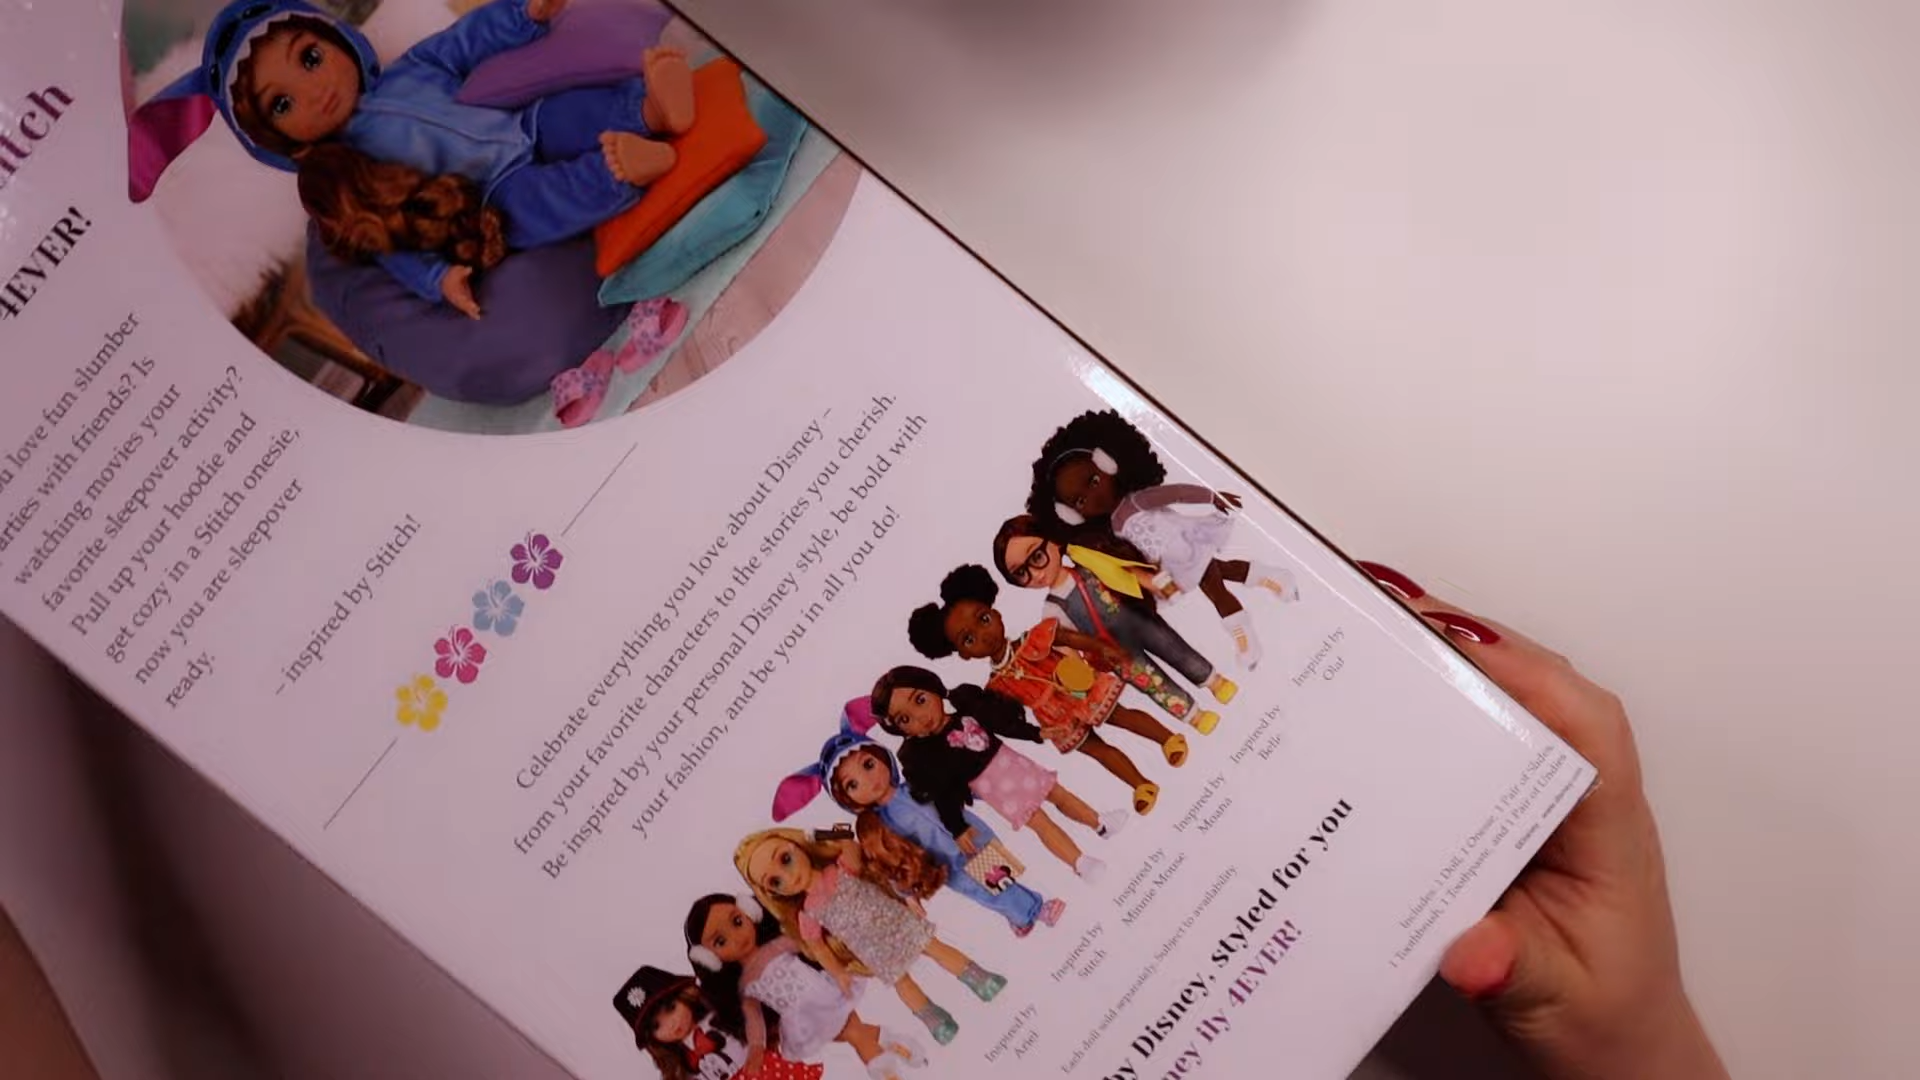 4EVER!
love fun slumber
with friends? Is
watching movies your
favorite sleepover activity?
Pull up your hoodie and
get cozy in a Stitch onesie,
now you are sleepover
ready.
– inspired by Stitch!
Celebrate everything you love about Disney –
from your favorite characters to the stories you cherish.
Be inspired by your personal Disney style, be bold with
your fashion, and be you in all you do!
Inspired by
Ariel
Inspired by
Stitch
Inspired by
Minnie Mouse
Inspired by
Moana
Inspired by
Belle
Inspired by
Olaf
Each doll sold separately. Subject to availability.
by Disney, styled for you
ily 4EVER!
Includes: 1 Doll, 1 Onesie, 1 Pair of Slides,
1 Toothbrush, 1 Toothpaste, and 1 Pair of Undies